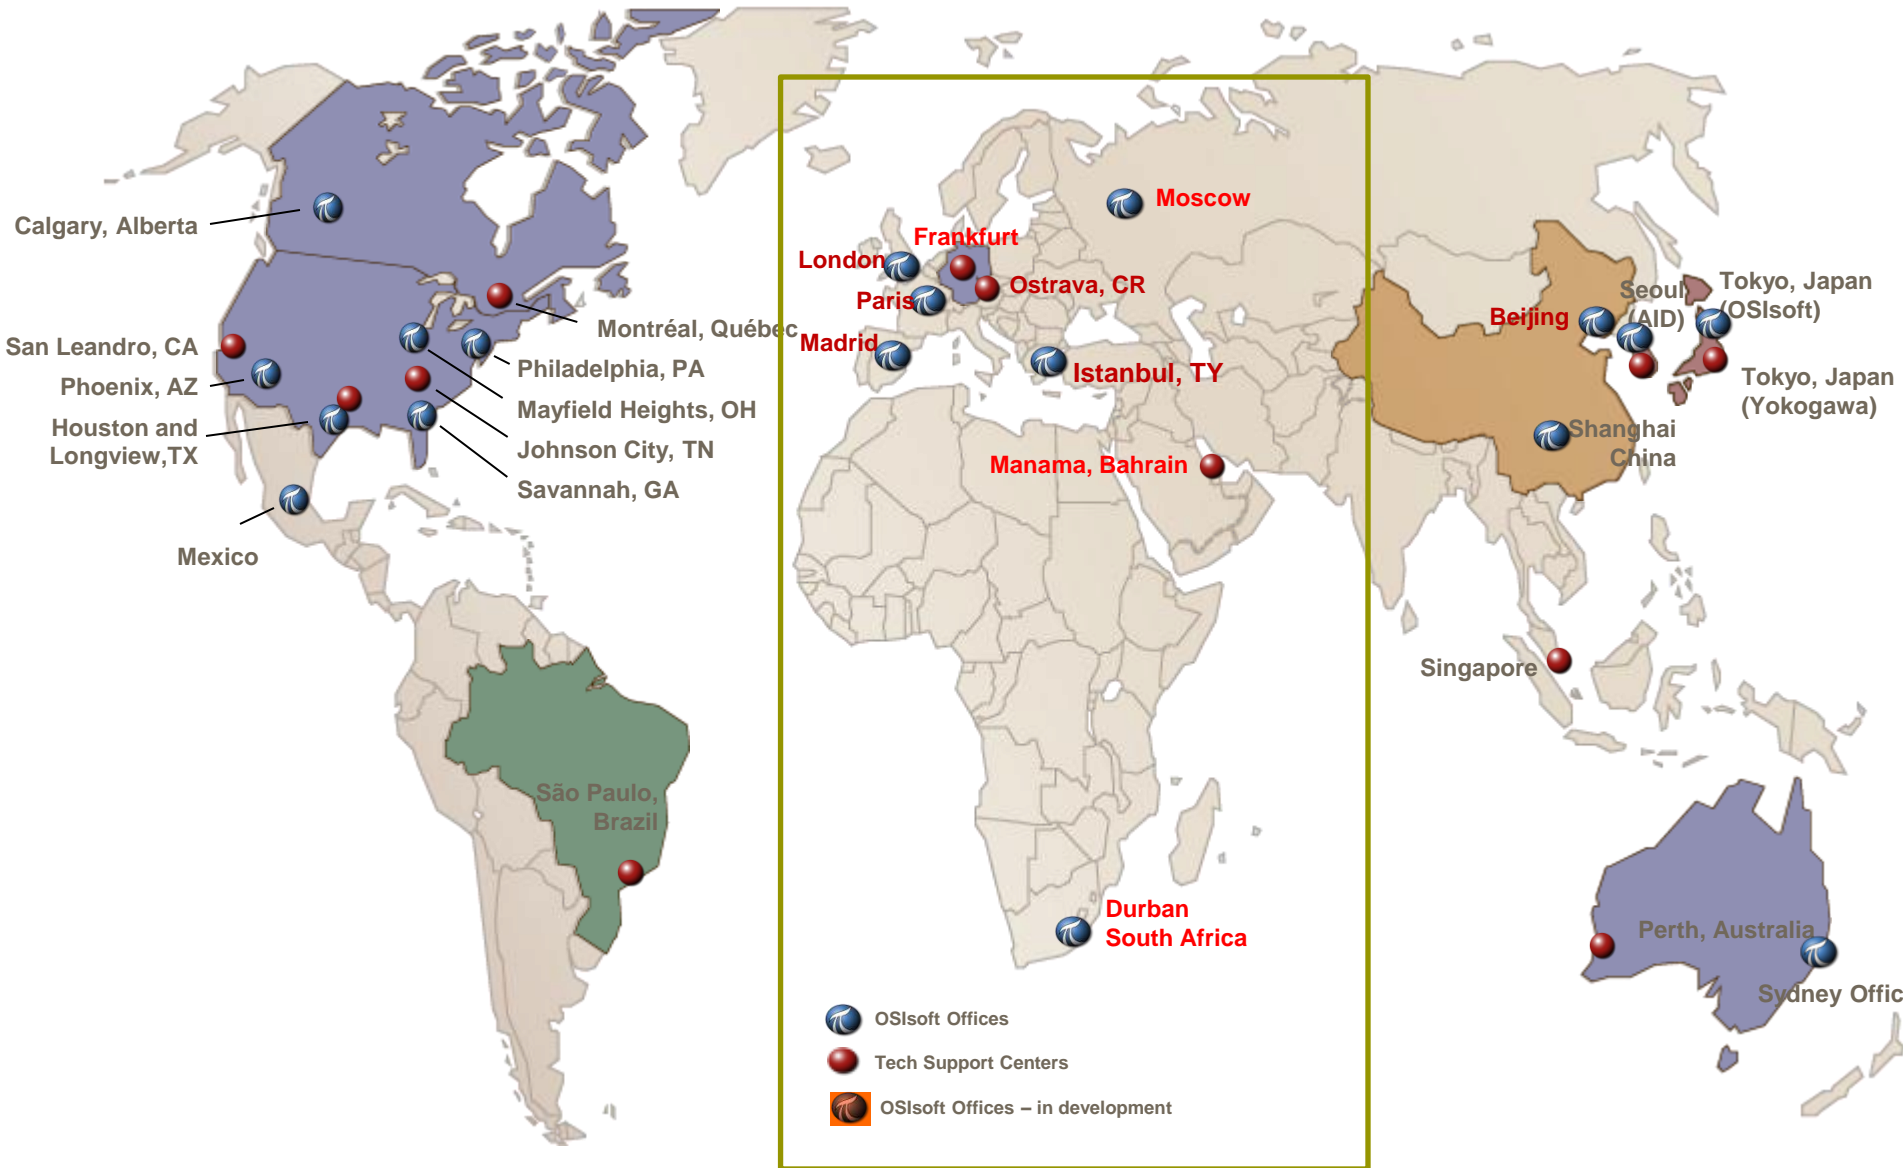 Calgary, Alberta
San Leandro, CA
Phoenix, AZ
Houston and
Longview,TX
Mexico
Montréal, Québec
Philadelphia, PA
Mayfield Heights, OH
Johnson City, TN
Savannah, GA
São Paulo,
Brazil
Moscow
Frankfurt
London
Ostrava, CR
Paris
Madrid
Istanbul, TY
Manama, Bahrain
Durban
South Africa
OSIsoft Offices
Tech Support Centers
OSIsoft Offices – in development
Beijing
Seoul
(AID)
Tokyo, Japan
(OSIsoft)
Tokyo, Japan
(Yokogawa)
Shanghai
China
Singapore
Perth, Australia
Sydney Offic